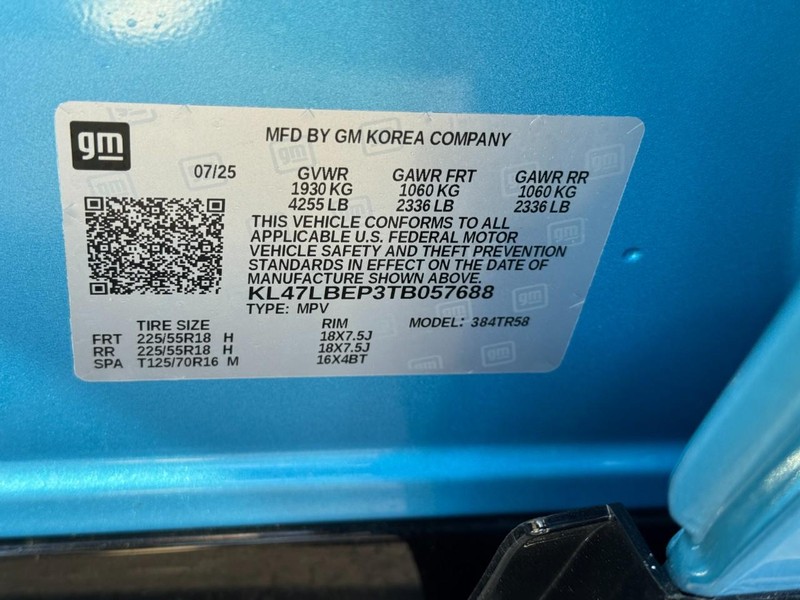 gm
MFD BY GM KOREA COMPANY
07/25 GVWR GAWR FRT GAWR RR
1930 KG 1060 KG 1060 KG
4255 LB 2336 LB 2336 LB
THIS VEHICLE CONFORMS TO ALL
APPLICABLE U.S. FEDERAL MOTOR
VEHICLE SAFETY AND THEFT PREVENTION
STANDARDS IN EFFECT ON THE DATE OF
MANUFACTURE SHOWN ABOVE.
KL47LBEP3TB057688
TYPE: MPV
TIRE SIZE RIM MODEL: 384TR58
FRT 225/55R18 H 18X7.5J
RR 225/55R18 H 18X7.5J
SPA T125/70R16 M 16X4BT